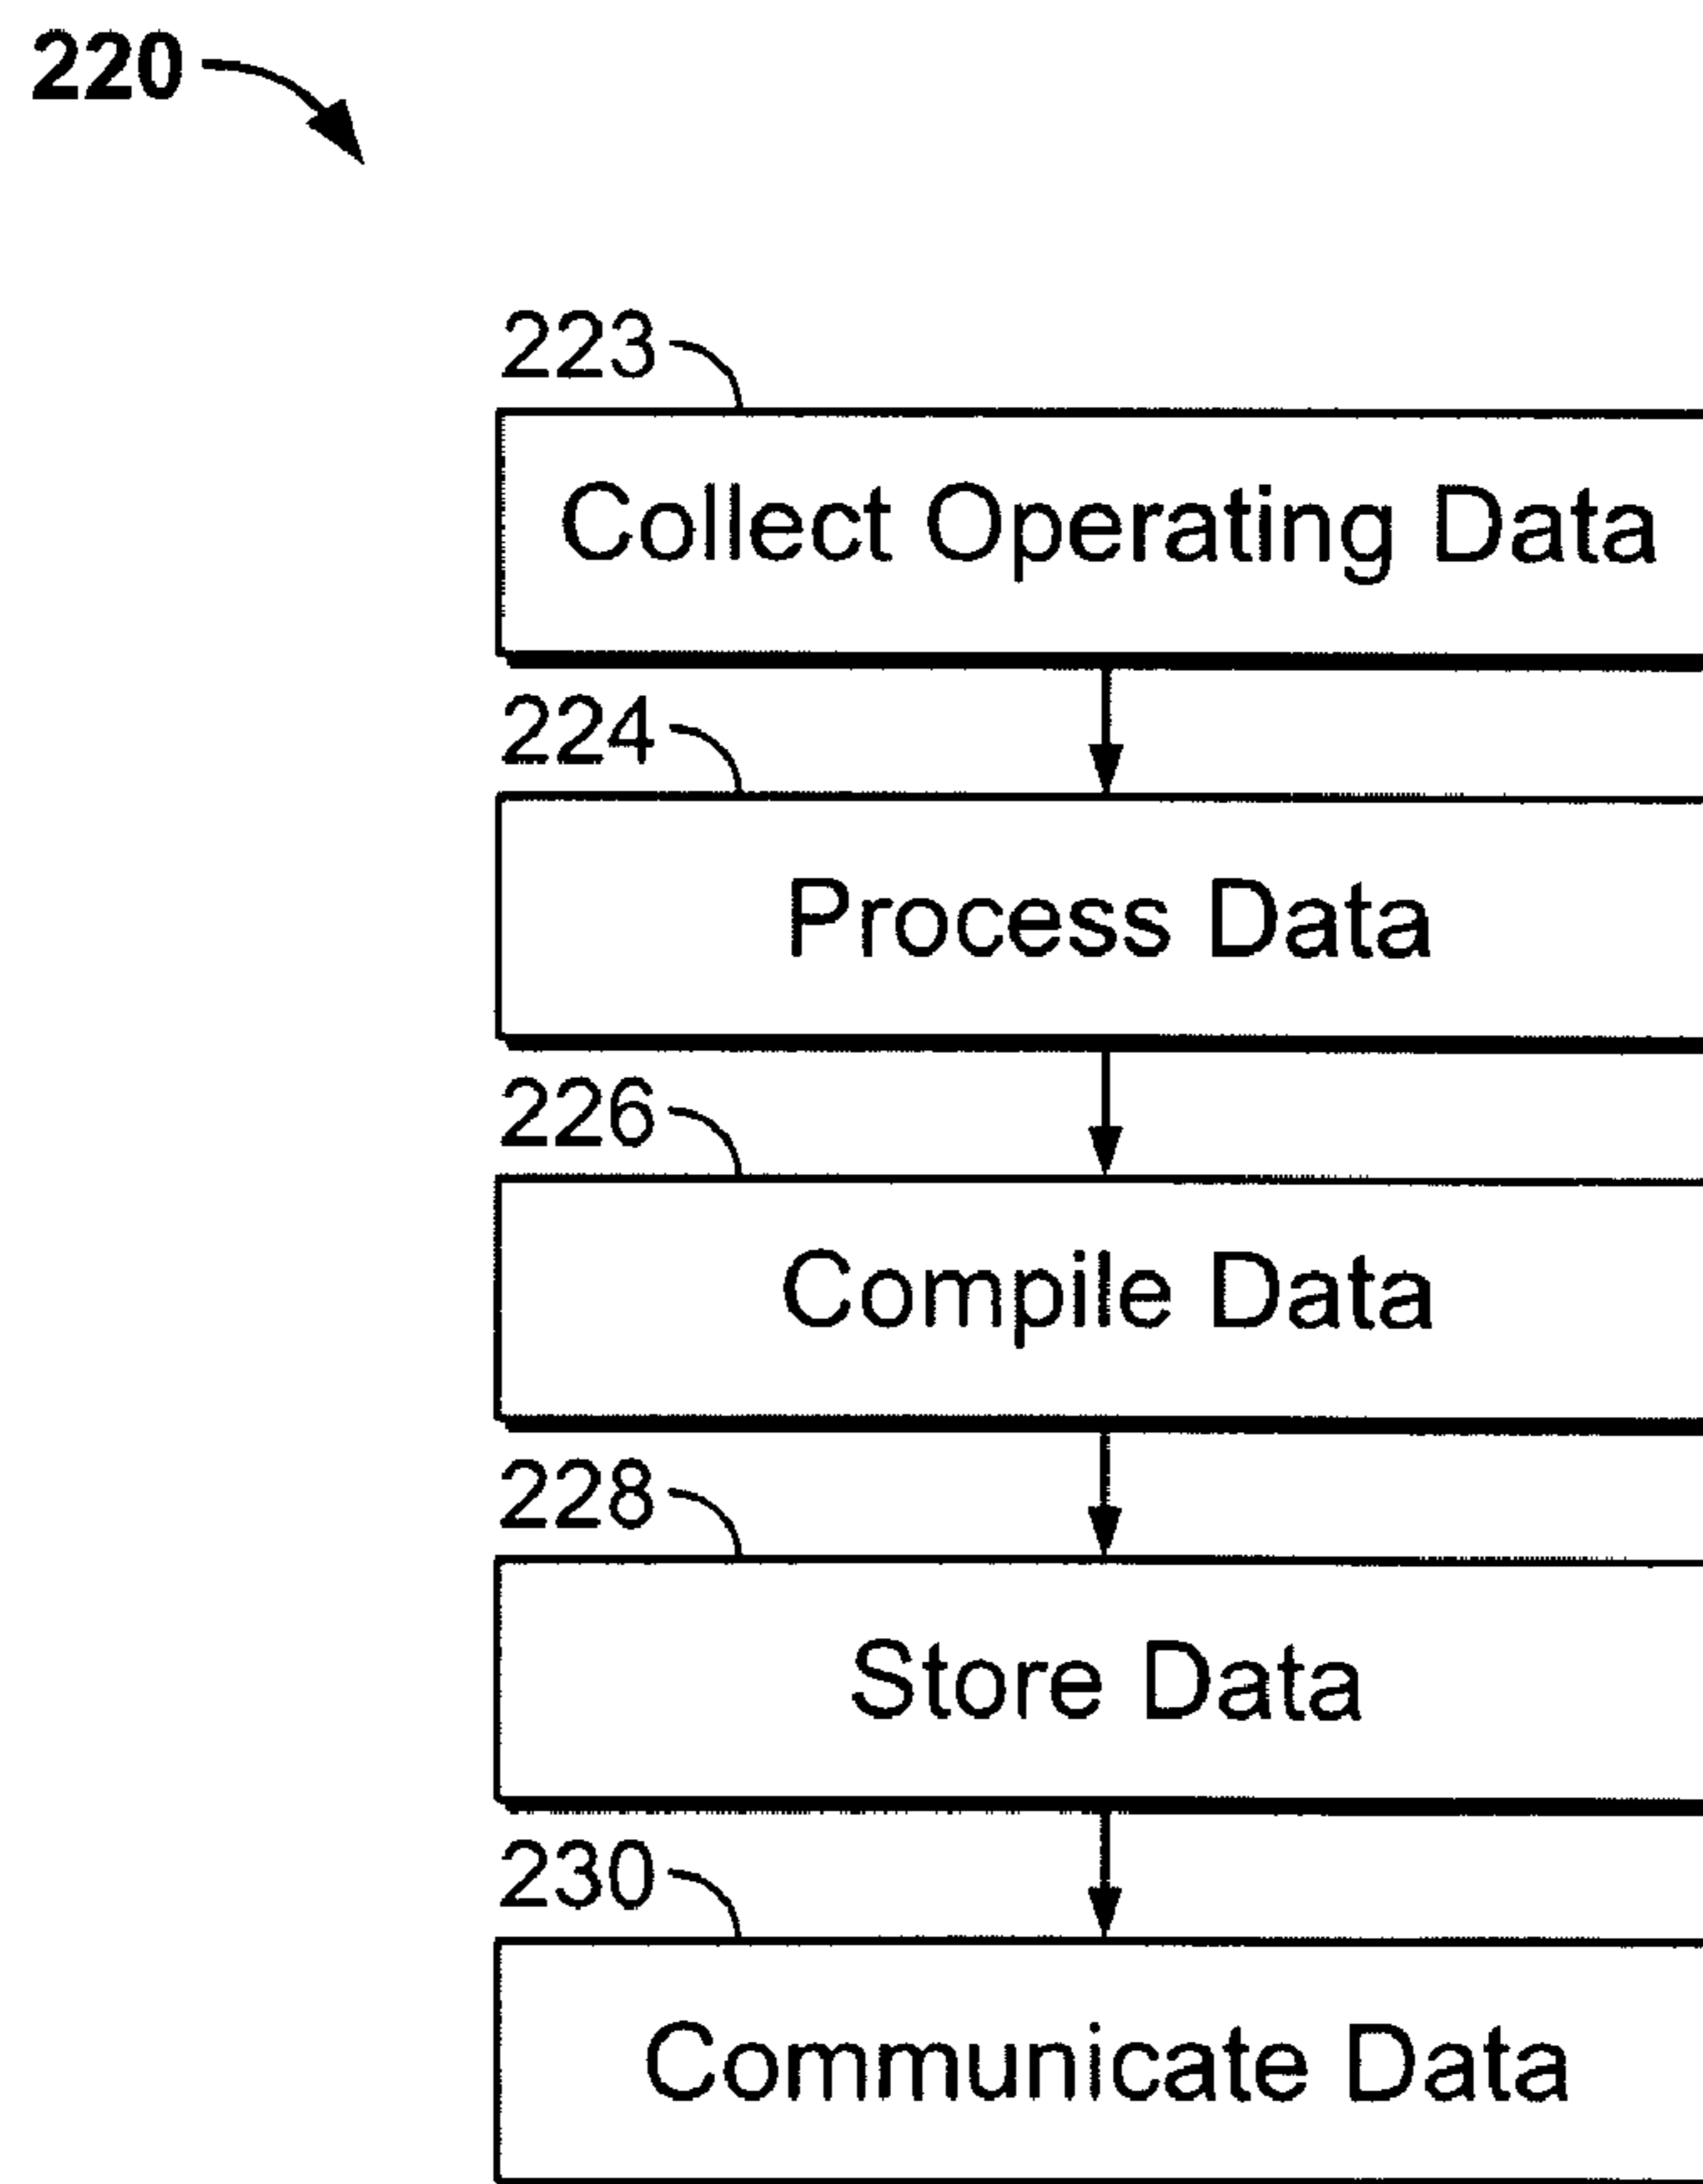 220
223
Collect Operating Data
224
Process Data
226
Compile Data
228
Store Data
230
Communicate Data